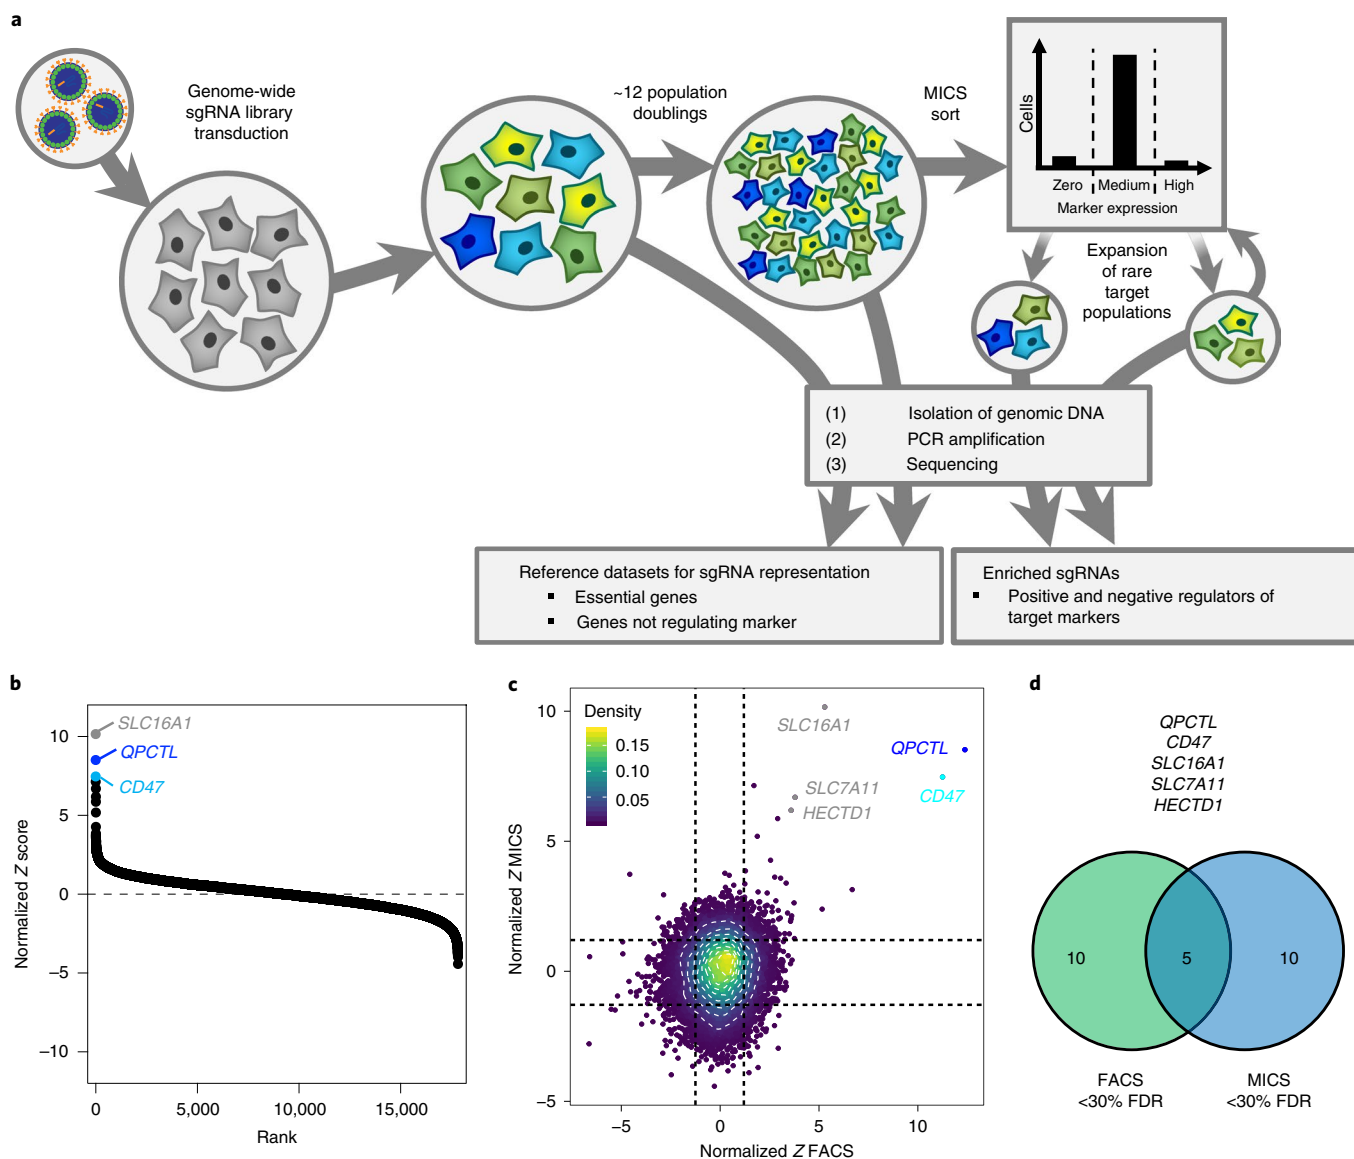 a
Genome-wide
sgRNA library
transduction
~12 population
doublings
MICS
sort
Cells
Zero
Medium
High
Marker expression
Expansion
of rare
target
populations
(1) Isolation of genomic DNA
(2) PCR amplification
(3) Sequencing
Reference datasets for sgRNA representation
▪ Essential genes
▪ Genes not regulating marker
Enriched sgRNAs
▪ Positive and negative regulators of
target markers
b
Normalized Z score
10
5
0
−5
−10
SLC16A1
QPCTL
CD47
0
5,000
10,000
15,000
Rank
c
Normalized Z MICS
10
5
0
−5
Density
0.15
0.10
0.05
SLC16A1
QPCTL
SLC7A11
CD47
HECTD1
−5
0
5
10
Normalized Z FACS
d
QPCTL
CD47
SLC16A1
SLC7A11
HECTD1
10
5
10
FACS
<30% FDR
MICS
<30% FDR